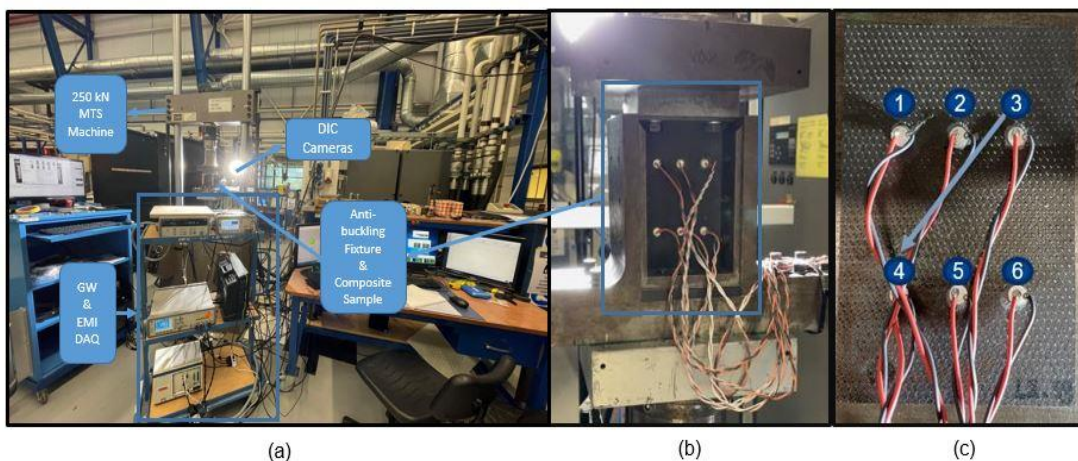 250 kN
MTS
Machine
DIC
Cameras
Anti-
buckling
Fixture
&
Composite
Sample
GW
&
EMI
DAQ
1
2
3
4
5
6
(a)
(b)
(c)